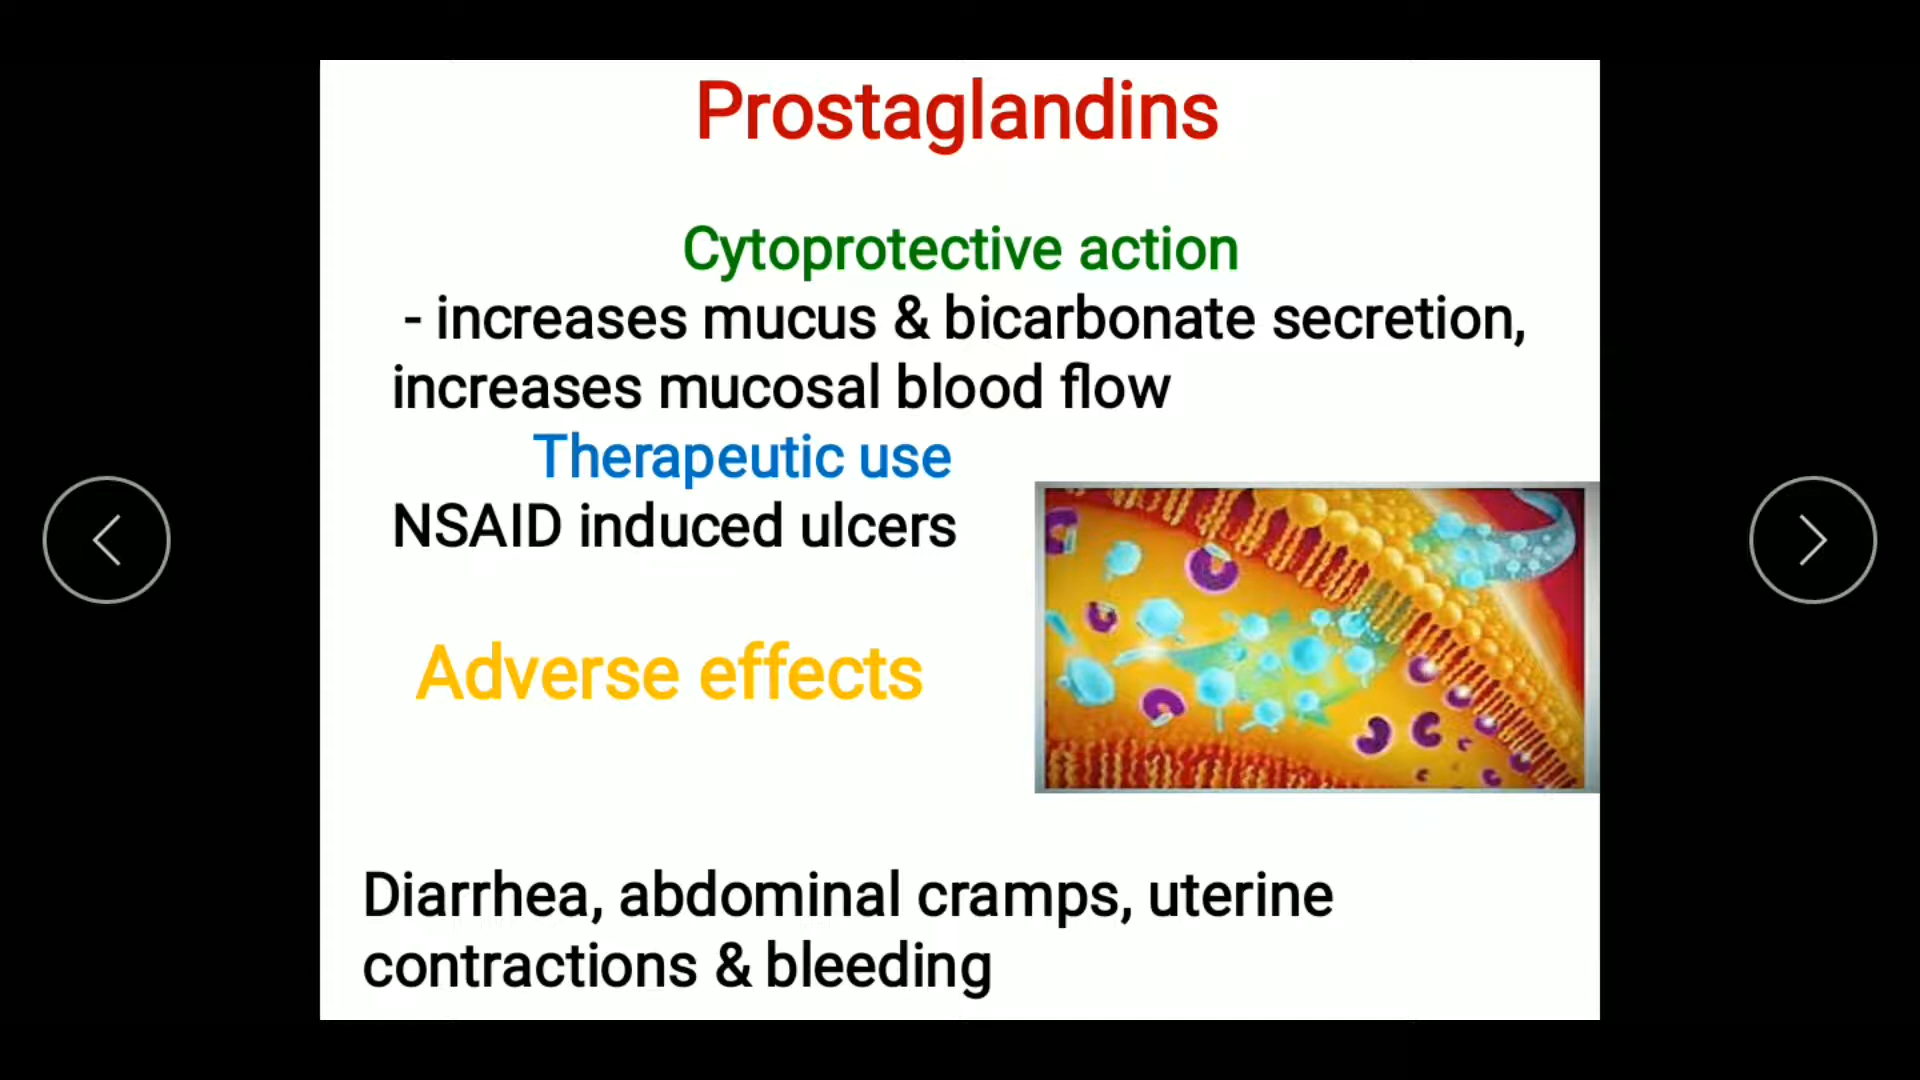 Prostaglandins
Cytoprotective action
- increases mucus & bicarbonate secretion,
increases mucosal blood flow
Therapeutic use
NSAID induced ulcers
Adverse effects
Diarrhea, abdominal cramps, uterine
contractions & bleeding